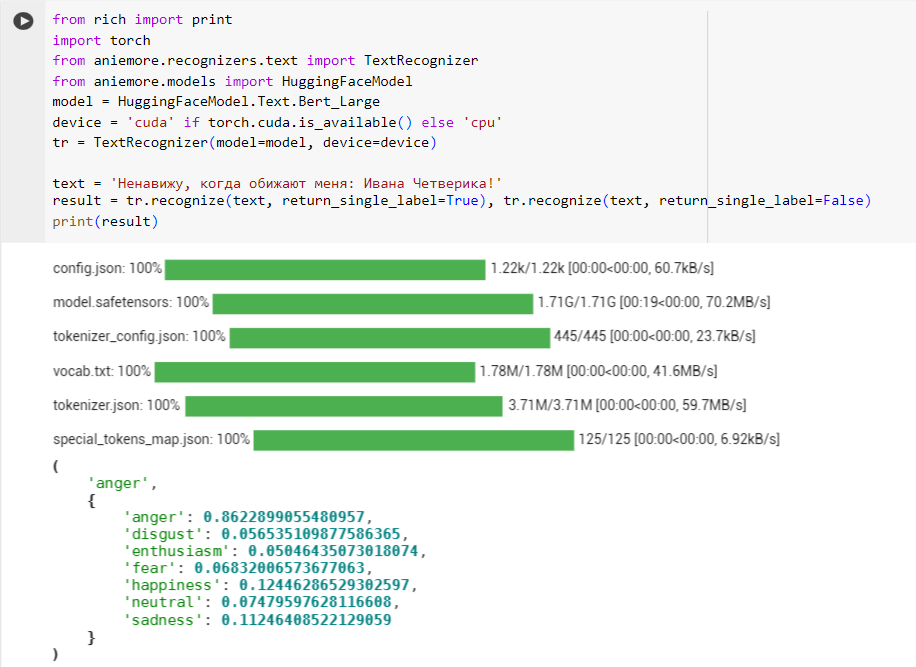 from rich import print
import torch
from aniemore.recognizers.text import TextRecognizer
from aniemore.models import HuggingFaceModel
model = HuggingFaceModel.Text.Bert_Large
device = 'cuda' if torch.cuda.is_available() else 'cpu'
tr = TextRecognizer(model=model, device=device)

text = 'Ненавижу, когда обижают меня: Ивана Четверика!'
result = tr.recognize(text, return_single_label=True), tr.recognize(text, return_single_label=False)
print(result)
config.json: 100% 1.22k/1.22k [00:00<00:00, 60.7kB/s]
model.safetensors: 100% 1.71G/1.71G [00:19<00:00, 70.2MB/s]
tokenizer_config.json: 100% 445/445 [00:00<00:00, 23.7kB/s]
vocab.txt: 100% 1.78M/1.78M [00:00<00:00, 41.6MB/s]
tokenizer.json: 100% 3.71M/3.71M [00:00<00:00, 59.7MB/s]
special_tokens_map.json: 100% 125/125 [00:00<00:00, 6.92kB/s]
(
    'anger',
    {
        'anger': 0.8622899055480957,
        'disgust': 0.056535109877586365,
        'enthusiasm': 0.05046435073018074,
        'fear': 0.06832006573677063,
        'happiness': 0.12446286529302597,
        'neutral': 0.07479597628116608,
        'sadness': 0.11246408522129059
    }
)